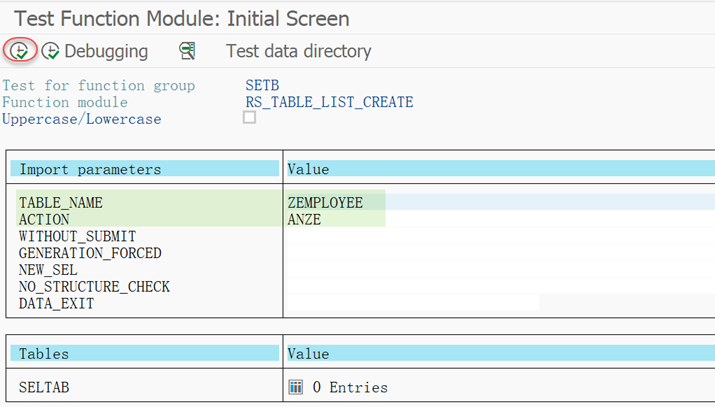 Test Function Module: Initial Screen
Debugging Test data directory
Test for function group SETB
Function module RS_TABLE_LIST_CREATE
Uppercase/Lowercase
Import parameters Value
TABLE_NAME ZEMPLOYEE
ACTION ANZE
WITHOUT_SUBMIT
GENERATION_FORCED
NEW_SEL
NO_STRUCTURE_CHECK
DATA_EXIT
Tables Value
SELTAB 0 Entries